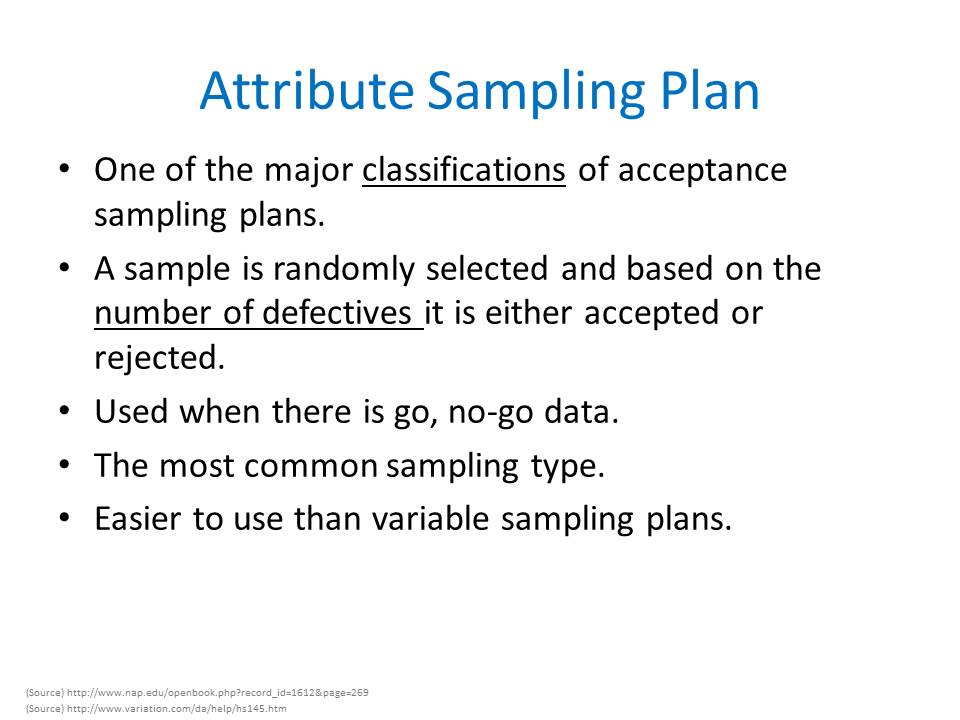 Attribute Sampling Plan
• One of the major classifications of acceptance
sampling plans.
• A sample is randomly selected and based on the
number of defectives it is either accepted or
rejected.
• Used when there is go, no-go data.
• The most common sampling type.
• Easier to use than variable sampling plans.
(Source) http://www.nap.edu/openbook.php?record_id=1612&page=269
(Source) http://www.variation.com/da/help/hs145.htm